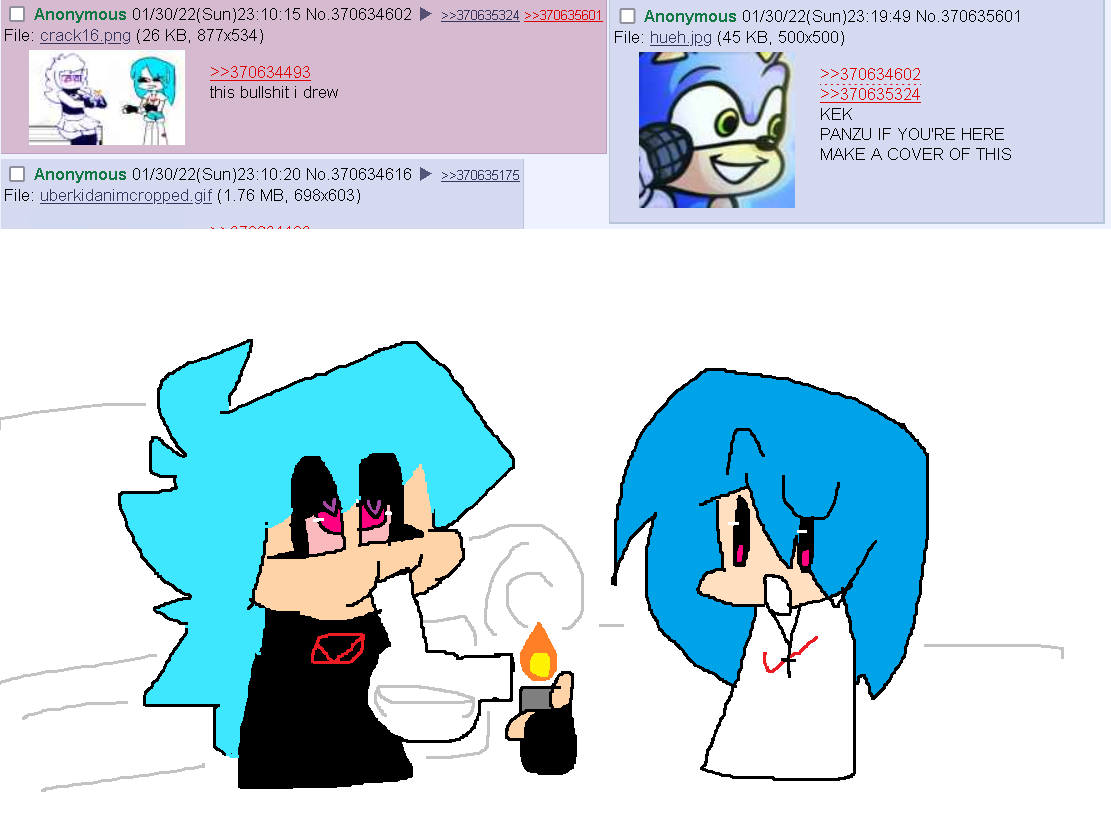 Anonymous 01/30/22(Sun)23:10:15 No.370634602 ▶ >>370635324 >>370635601
File: crack16.png (26 KB, 877x534)
>>370634493
this bullshit i drew
Anonymous 01/30/22(Sun)23:10:20 No.370634616 ▶ >>370635175
File: uberkidanimcropped.gif (1.76 MB, 698x603)
Anonymous 01/30/22(Sun)23:19:49 No.370635601
File: hueh.jpg (45 KB, 500x500)
>>370634602
>>370635324
KEK
PANZU IF YOU'RE HERE
MAKE A COVER OF THIS